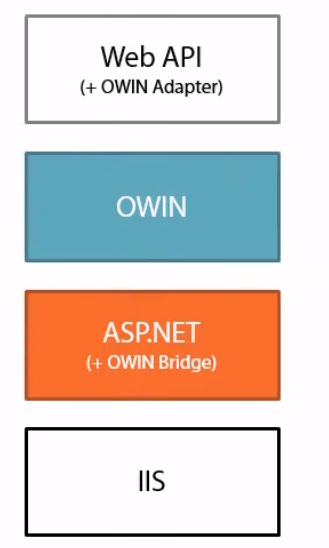 Web API
(+ OWIN Adapter)
OWIN
ASP.NET
(+ OWIN Bridge)
IIS